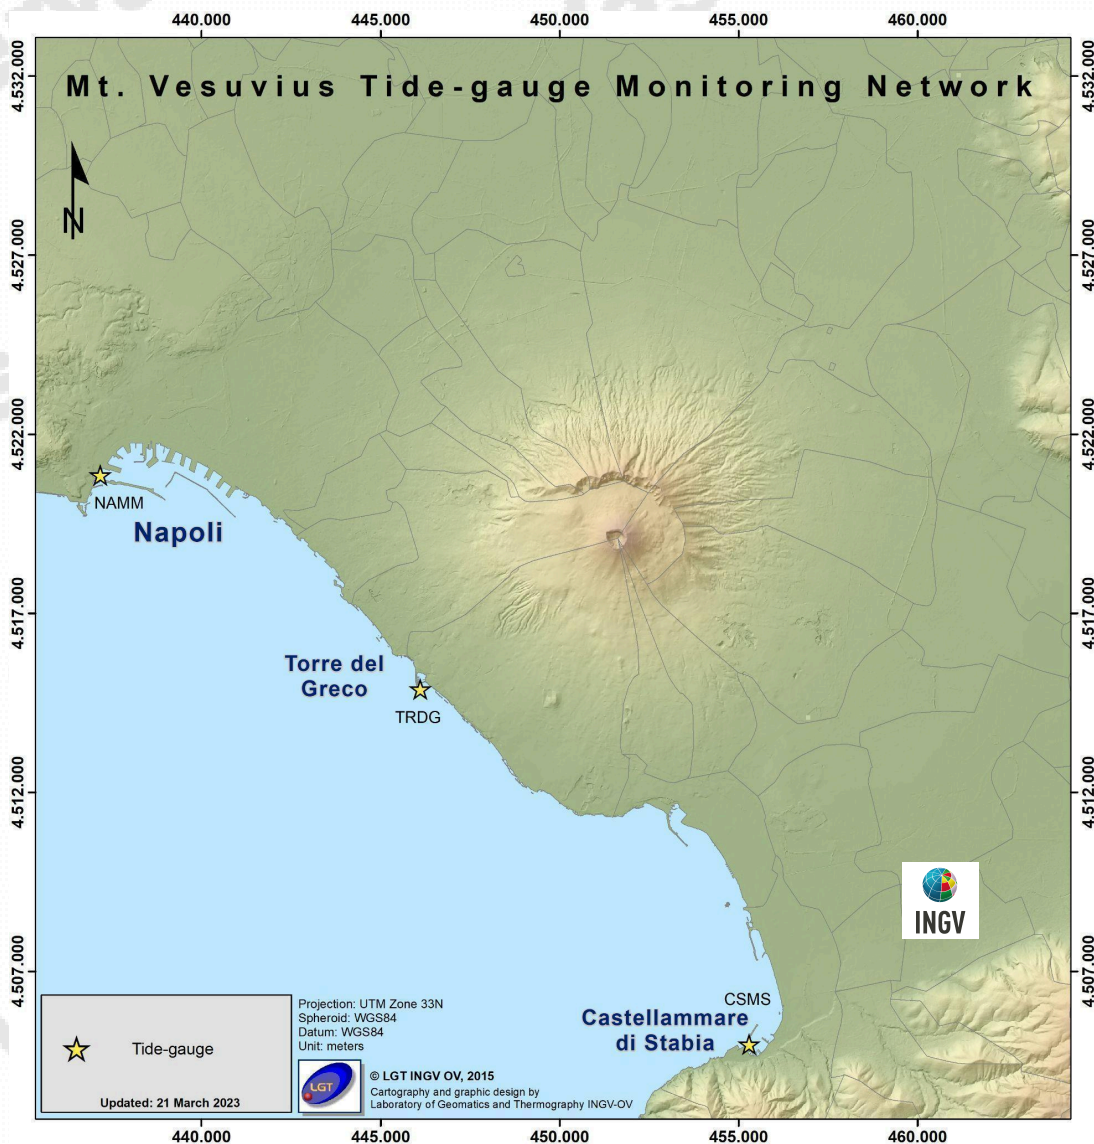 440.000 445.000 450.000 455.000 460.000
Mt. Vesuvius Tide-gauge Monitoring Network
4.532.000 4.532.000
N
4.527.000 4.527.000
4.522.000 4.522.000
NAMM
Napoli
4.517.000 4.517.000
Torre del
Greco
TRDG
4.512.000 4.512.000
INGV
4.507.000 4.507.000
CSMS
Castellammare
di Stabia
Tide-gauge
Updated: 21 March 2023
Projection: UTM Zone 33N
Spheroid: WGS84
Datum: WGS84
Unit: meters
LGT
© LGT INGV OV, 2015
Cartography and graphic design by
Laboratory of Geomatics and Thermography INGV-OV
440.000 445.000 450.000 455.000 460.000